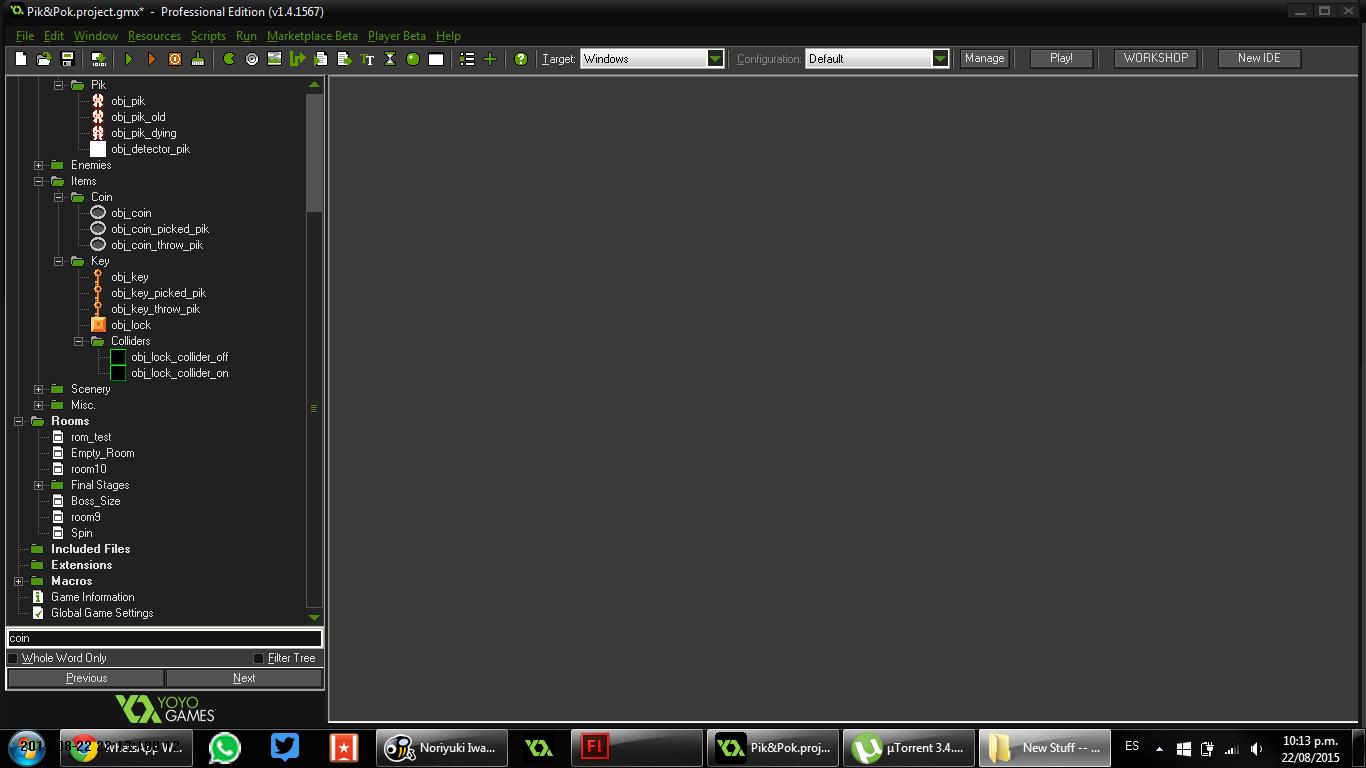 Pik&Pok.project.gmx* - Professional Edition (v1.4.1567)
File Edit Window Resources Scripts Run Marketplace Beta Player Beta Help
Target: Windows Configuration: Default Manage Play! WORKSHOP New IDE
Pik
obj_pik
obj_pik_old
obj_pik_dying
obj_detector_pik
Enemies
Items
Coin
obj_coin
obj_coin_picked_pik
obj_coin_throw_pik
Key
obj_key
obj_key_picked_pik
obj_key_throw_pik
obj_lock
Colliders
obj_lock_collider_off
obj_lock_collider_on
Scenery
Misc.
Rooms
rom_test
Empty_Room
room10
Final Stages
Boss_Size
room9
Spin
Included Files
Extensions
Macros
Game Information
Global Game Settings
coin
Whole Word Only Filter Tree
Previous Next
YOYO
GAMES
WhatsApp W... Noriyuki Iwa... Fl Pik&Pok.proj... µTorrent 3.4.... New Stuff -- ... ES 10:13 p.m.
22/08/2015